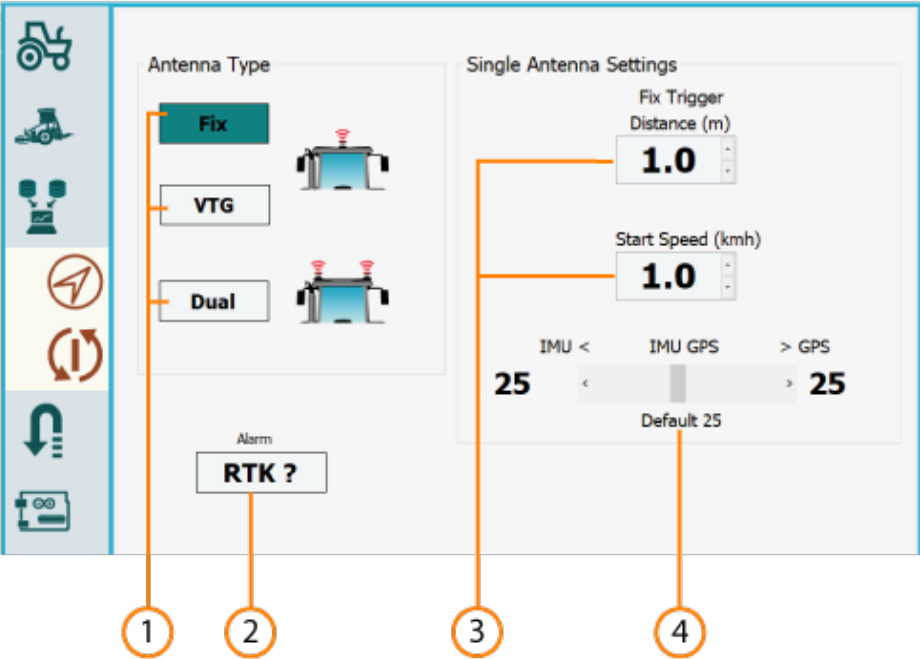 Antenna Type
Fix
VTG
Dual
Alarm
RTK ?
Single Antenna Settings
Fix Trigger
Distance (m)
1.0
Start Speed (kmh)
1.0
IMU < IMU GPS > GPS
25 < > 25
Default 25
1 2 3 4